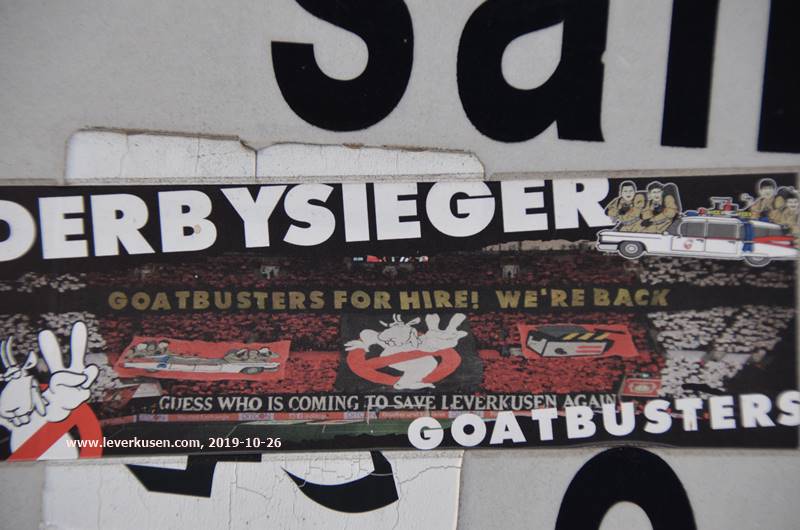 sal
DERBYSIEGER
GOATBUSTERS FOR HIRE! WE'RE BACK
GUESS WHO IS COMING TO SAVE LEVERKUSEN AGAIN
GOATBUSTERS
www.leverkusen.com, 2019-10-26